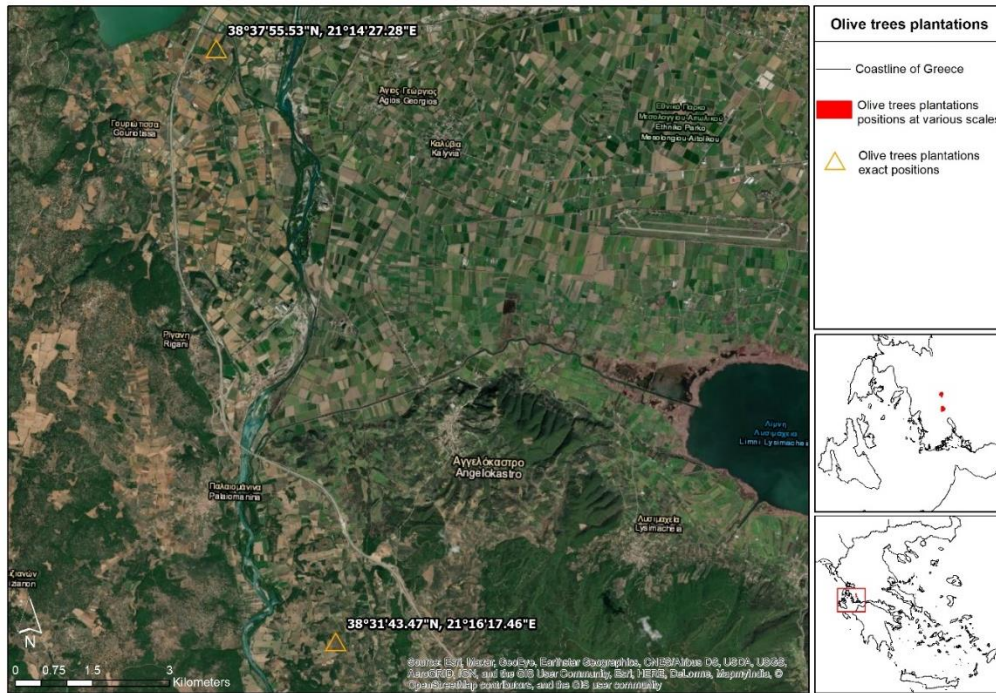 38°37'55.53"N, 21°14'27.28"E
Άγιος Γεώργιος
Agios Georgios
Γουριώτισσα
Gouriotissa
Καλύβια
Kalyvia
Εθνικό Πάρκο
Μεσολογγίου Αιτωλικού
Ethniko Parko
Mesolongiou Aitolikou
Ρίγανη
Rigani
Αγγελόκαστρο
Angelokastro
Λίμνη
Λυσιμαχεία
Limni Lysimacheia
Παλαιομάνινα
Palaiomanina
Λυσιμαχεία
Lysimacheia
N
38°31'43.47"N, 21°16'17.46"E
0 0.75 1.5 3
Kilometers
Source: Esri, Maxar, GeoEye, Earthstar Geographics, CNES/Airbus DS, USDA, USGS,
AeroGRID, IGN, and the GIS User Community, Esri, HERE, DeLorme, MapmyIndia, ©
OpenStreetMap contributors, and the GIS user community
Olive trees plantations
Coastline of Greece
Olive trees plantations
positions at various scales
Olive trees plantations
exact positions